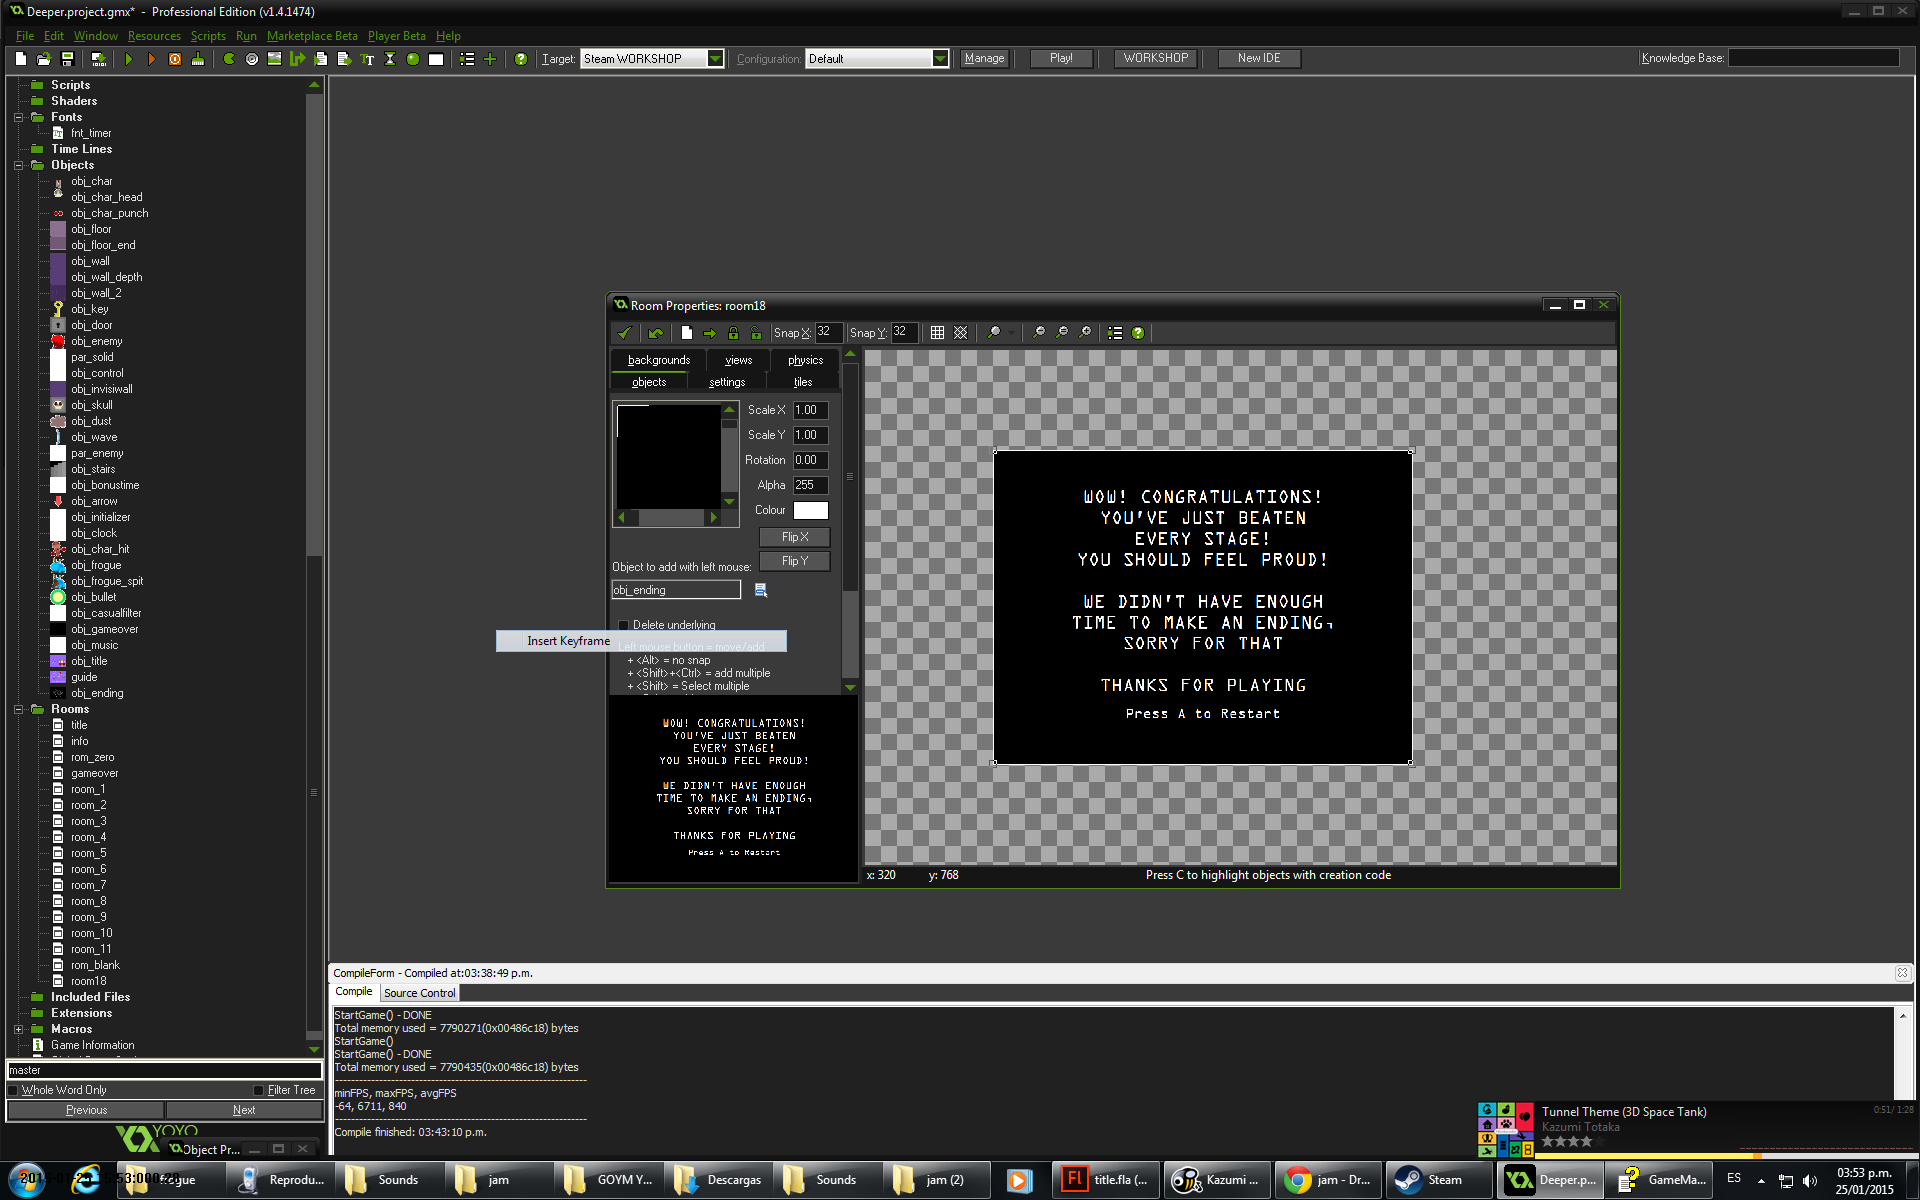 Deeper.project.gmx* - Professional Edition (v1.4.1474)
File Edit Window Resources Scripts Run Marketplace Beta Player Beta Help
Target: Steam WORKSHOP Configuration: Default Manage Play! WORKSHOP New IDE Knowledge Base:
Scripts
Shaders
Fonts
fnt_timer
Time Lines
Objects
obj_char
obj_char_head
obj_char_punch
obj_floor
obj_floor_end
obj_wall
obj_wall_depth
obj_wall_2
obj_key
obj_door
obj_enemy
par_solid
obj_control
obj_invisiwall
obj_skull
obj_dust
obj_wave
par_enemy
obj_stairs
obj_bonustime
obj_arrow
obj_initializer
obj_clock
obj_char_hit
obj_frogue
obj_frogue_spit
obj_bullet
obj_casualfilter
obj_gameover
obj_music
obj_title
guide
obj_ending
Rooms
title
info
rom_zero
gameover
room_1
room_2
room_3
room_4
room_5
room_6
room_7
room_8
room_9
room_10
room_11
rom_blank
room18
Included Files
Extensions
Macros
Game Information
master
Whole Word Only Filter Tree
Previous Next
YOYO
Object Pr...
Room Properties: room18
Snap X: 32 Snap Y: 32
backgrounds views physics
objects settings tiles
Scale X 1.00
Scale Y 1.00
Rotation 0.00
Alpha 255
Colour
Flip X
Flip Y
Object to add with left mouse:
obj_ending
Delete underlying
Insert Keyframe
Left mouse button = move/add
+ <Alt> = no snap
+ <Shift>+<Ctrl> = add multiple
+ <Shift> = Select multiple
WOW! CONGRATULATIONS!
YOU'VE JUST BEATEN
EVERY STAGE!
YOU SHOULD FEEL PROUD!
WE DIDN'T HAVE ENOUGH
TIME TO MAKE AN ENDING,
SORRY FOR THAT
THANKS FOR PLAYING
Press A to Restart
WOW! CONGRATULATIONS!
YOU'VE JUST BEATEN
EVERY STAGE!
YOU SHOULD FEEL PROUD!
WE DIDN'T HAVE ENOUGH
TIME TO MAKE AN ENDING,
SORRY FOR THAT
THANKS FOR PLAYING
Press A to Restart
x: 320 y: 768 Press C to highlight objects with creation code
CompileForm - Compiled at:03:38:49 p.m.
Compile Source Control
StartGame() - DONE
Total memory used = 7790271(0x00486c18) bytes
StartGame()
StartGame() - DONE
Total memory used = 7790435(0x00486c18) bytes
minFPS, maxFPS, avgFPS
-64, 6711, 840
Compile finished: 03:43:10 p.m.
Tunnel Theme (3D Space Tank) 0:51/ 1:28
Kazumi Totaka
Reprodu... Sounds jam GOYM Y... Descargas Sounds jam (2) title.fla (... Kazumi ... jam - Dr... Steam Deeper.p... GameMa... ES
03:53 p.m.
25/01/2015